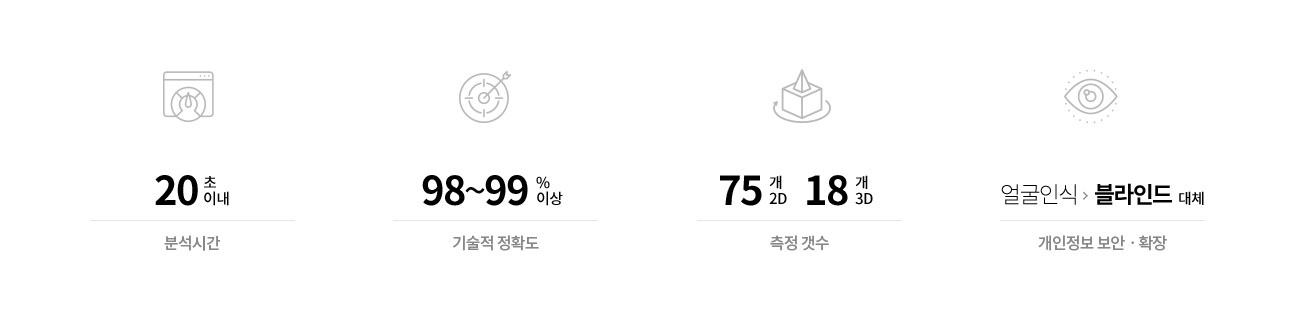 20 초 이내
분석시간
98~99 % 이상
기술적 정확도
75 개 2D 18 개 3D
측정 갯수
얼굴인식 > 블라인드 대체
개인정보 보안 · 확장